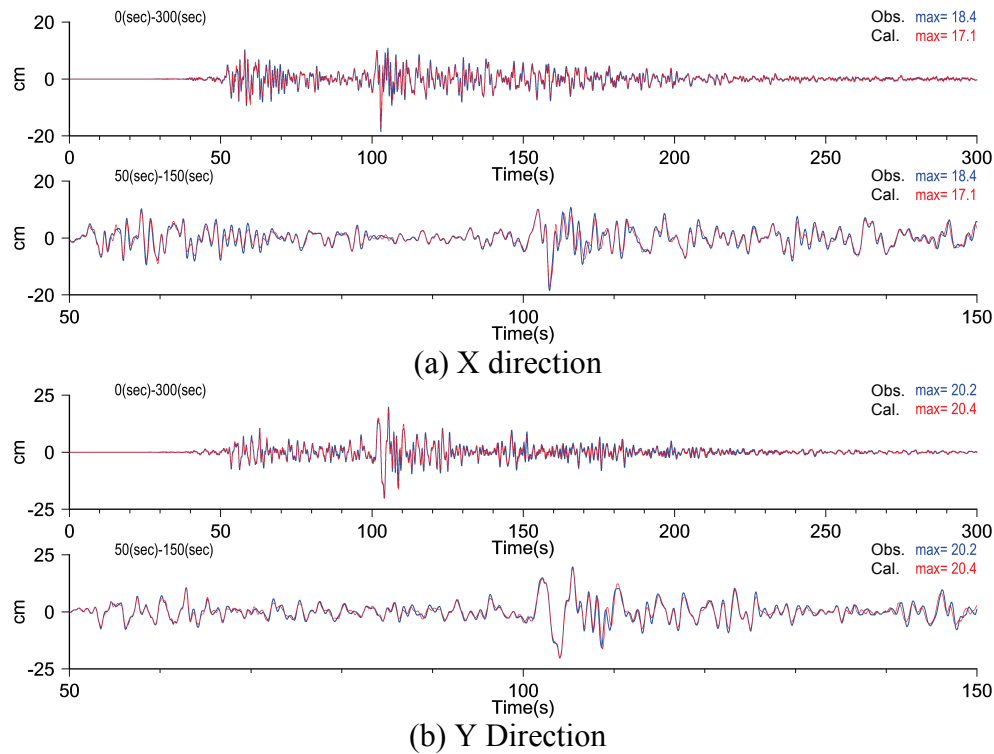 0(sec)-300(sec)
Obs. max= 18.4
Cal. max= 17.1
20
0
-20
cm
0 50 100 150 200 250 300
Time(s)
50(sec)-150(sec)
Obs. max= 18.4
Cal. max= 17.1
20
0
-20
cm
50 100 150
Time(s)
(a) X direction
0(sec)-300(sec)
Obs. max= 20.2
Cal. max= 20.4
25
0
-25
cm
0 50 100 150 200 250 300
Time(s)
50(sec)-150(sec)
Obs. max= 20.2
Cal. max= 20.4
25
0
-25
cm
50 100 150
Time(s)
(b) Y Direction